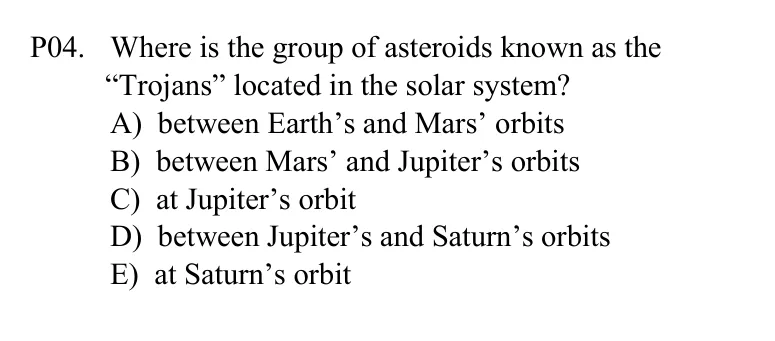 P04. Where is the group of asteroids known as the
“Trojans” located in the solar system?
A) between Earth’s and Mars’ orbits
B) between Mars’ and Jupiter’s orbits
C) at Jupiter’s orbit
D) between Jupiter’s and Saturn’s orbits
E) at Saturn’s orbit